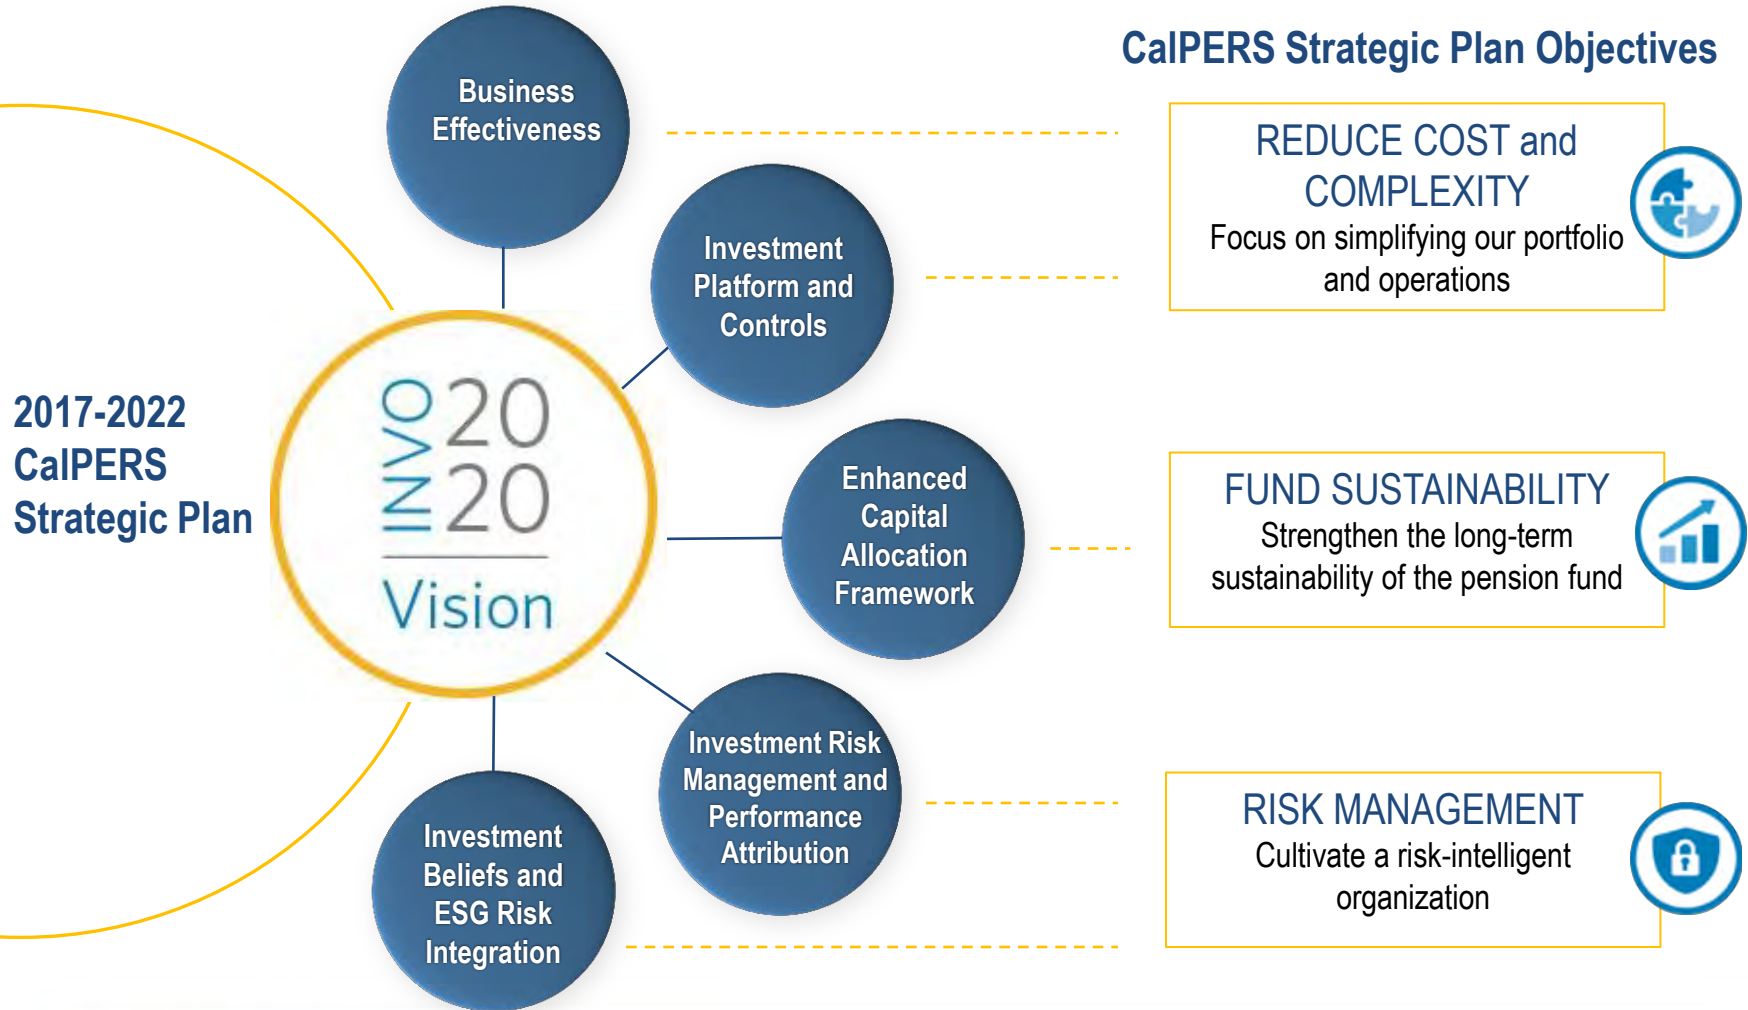 CalPERS Strategic Plan Objectives
2017-2022
CalPERS
Strategic Plan
INVO
20
20
Vision
Business
Effectiveness
Investment
Platform and
Controls
Enhanced
Capital
Allocation
Framework
Investment Risk
Management and
Performance
Attribution
Investment
Beliefs and
ESG Risk
Integration
REDUCE COST and
COMPLEXITY
Focus on simplifying our portfolio
and operations
FUND SUSTAINABILITY
Strengthen the long-term
sustainability of the pension fund
RISK MANAGEMENT
Cultivate a risk-intelligent
organization